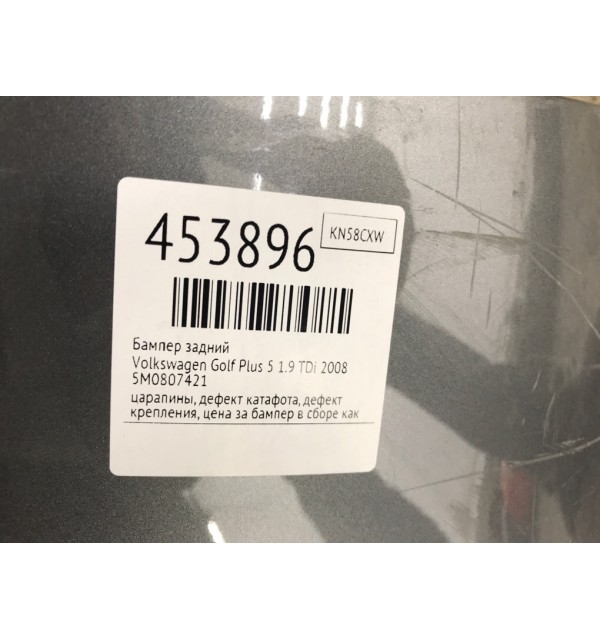 453896
KN58CXW
Бампер задний
Volkswagen Golf Plus 5 1.9 TDi 2008
5M0807421
царапины, дефект катафота, дефект
крепления, цена за бампер в сборе как